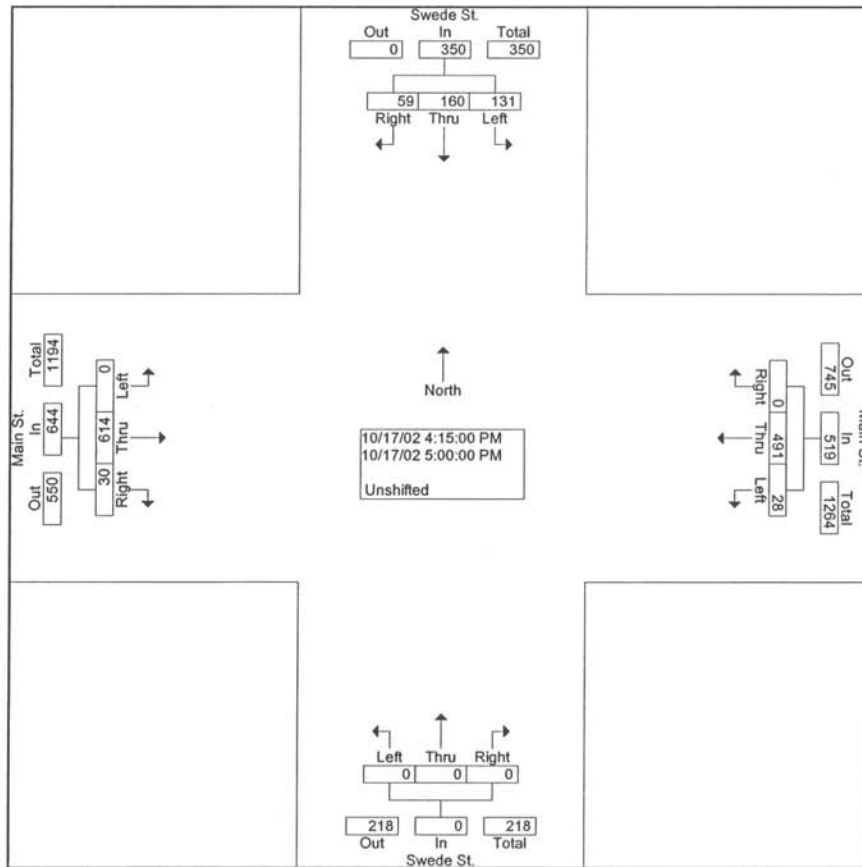 Swede St.
Out In Total
0 350 350
59 160 131
Right Thru Left
Main St.
Total In Out
1194 644 550
0 614 30
Left Thru Right
North
10/17/02 4:15:00 PM
10/17/02 5:00:00 PM
Unshifted
Right Thru Left
0 491 28
745 519 1264
Out In Total
Main St.
Left Thru Right
0 0 0
218 0 218
Out In Total
Swede St.